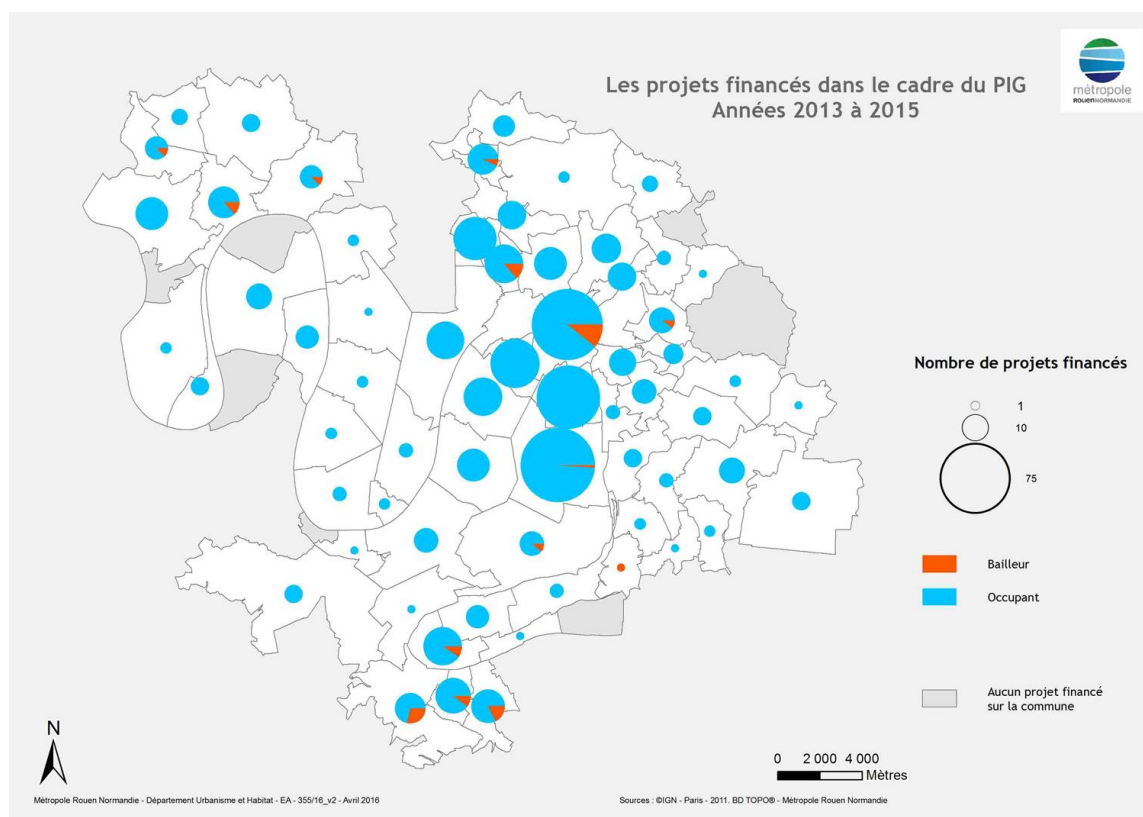 Les projets financés dans le cadre du PIG
Années 2013 à 2015
métropole
ROUENNORMANDIE
Nombre de projets financés
1
10
75
Bailleur
Occupant
Aucun projet financé
sur la commune
N
0 2 000 4 000
Mètres
Métropole Rouen Normandie - Département Urbanisme et Habitat - EA - 355/16_v2 - Avril 2016
Sources : ©IGN - Paris - 2011. BD TOPO® - Métropole Rouen Normandie